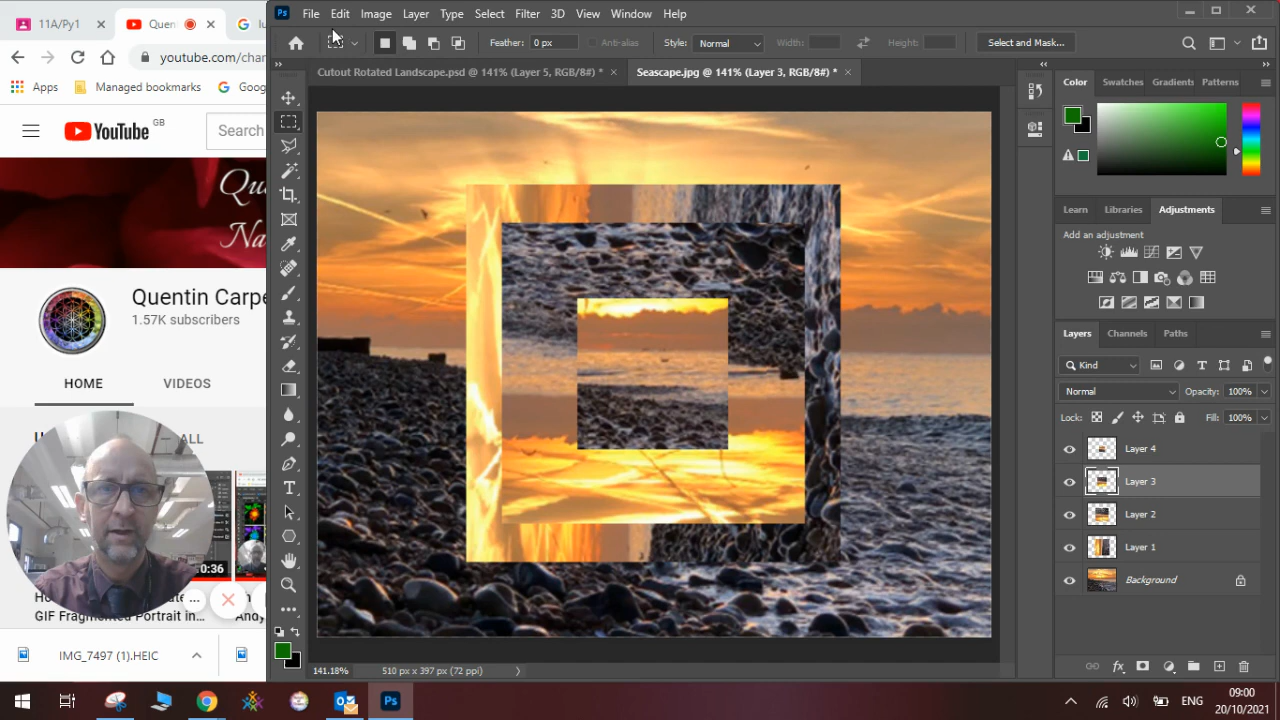 11A/Py1
Quen
youtube.com/char
Apps
Managed bookmarks
YouTube
GB
Search
Quentin Carpe
1.57K subscribers
HOME
VIDEOS
ALL
0:36
GIF Fragmented Portrait in...
Andy
IMG_7497 (1).HEIC
Ps
File
Edit
Image
Layer
Type
Select
Filter
3D
View
Window
Help
Feather:
0 px
Anti-alias
Style:
Normal
Width:
Height:
Select and Mask...
Cutout Rotated Landscape.psd @ 141% (Layer 5, RGB/8#) *
Seascape.jpg @ 141% (Layer 3, RGB/8#) *
141.18%
510 px x 397 px (72 ppi)
Color
Swatches
Gradients
Patterns
Learn
Libraries
Adjustments
Add an adjustment
Layers
Channels
Paths
Kind
Normal
Opacity:
100%
Lock:
Fill:
100%
Layer 4
Layer 3
Layer 2
Layer 1
Background
Ps
ENG
09:00
20/10/2021